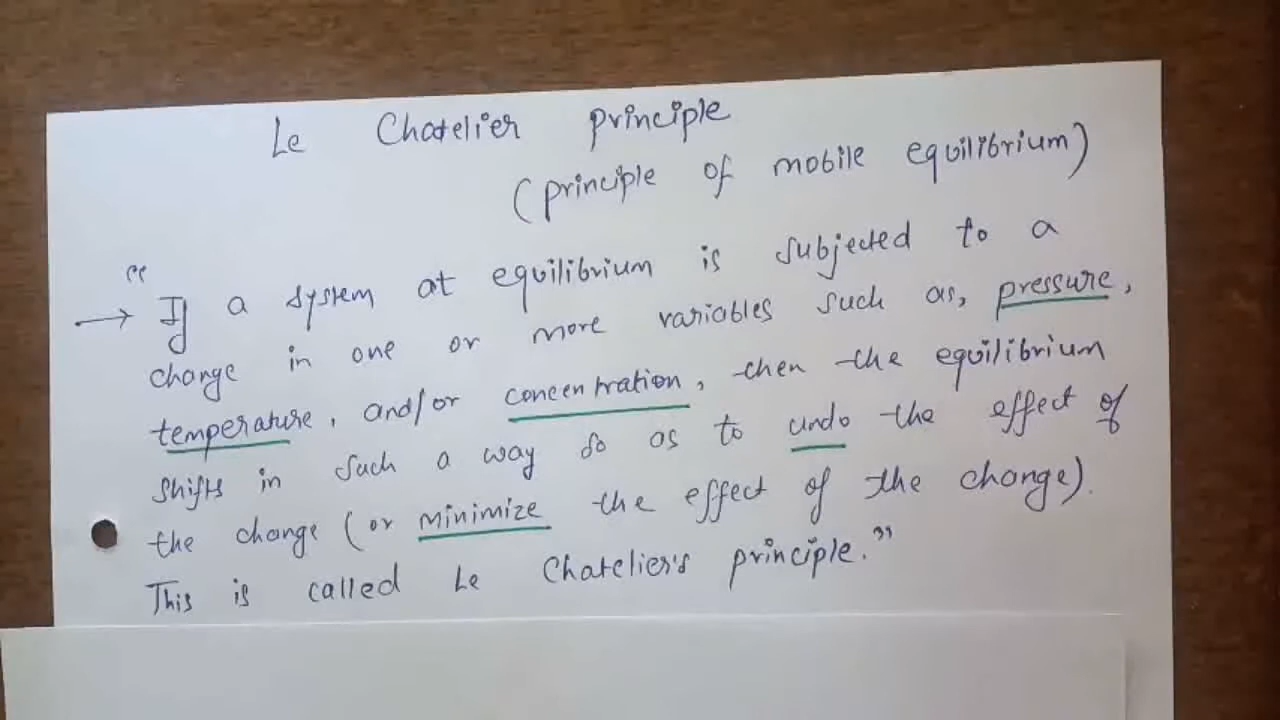 Le Chatelier principle
(principle of mobile equilibrium)
→ "If a system at equilibrium is subjected to a
change in one or more variables such as, pressure,
temperature, and/or concentration, then the equilibrium
shifts in such a way so as to undo the effect of
the change (or minimize the effect of the change).
This is called Le Chatelier's principle."